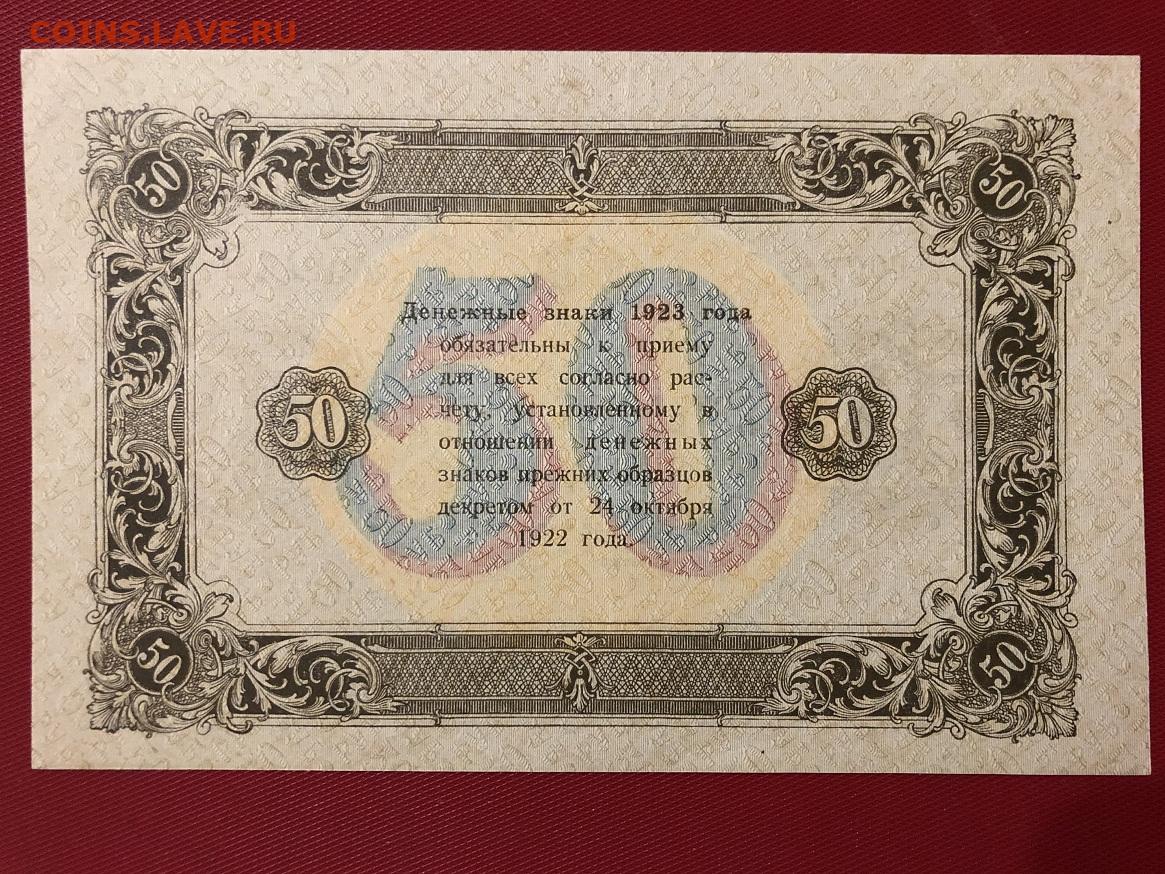 COINS.LAVE.RU
50 50
Денежные знаки 1923 года
обязательны к приему
для всех согласно рас-
чету, установленному в
отношении денежных
знаков прежних образцов
декретом от 24 октября
1922 года.
50
50 50
50 50